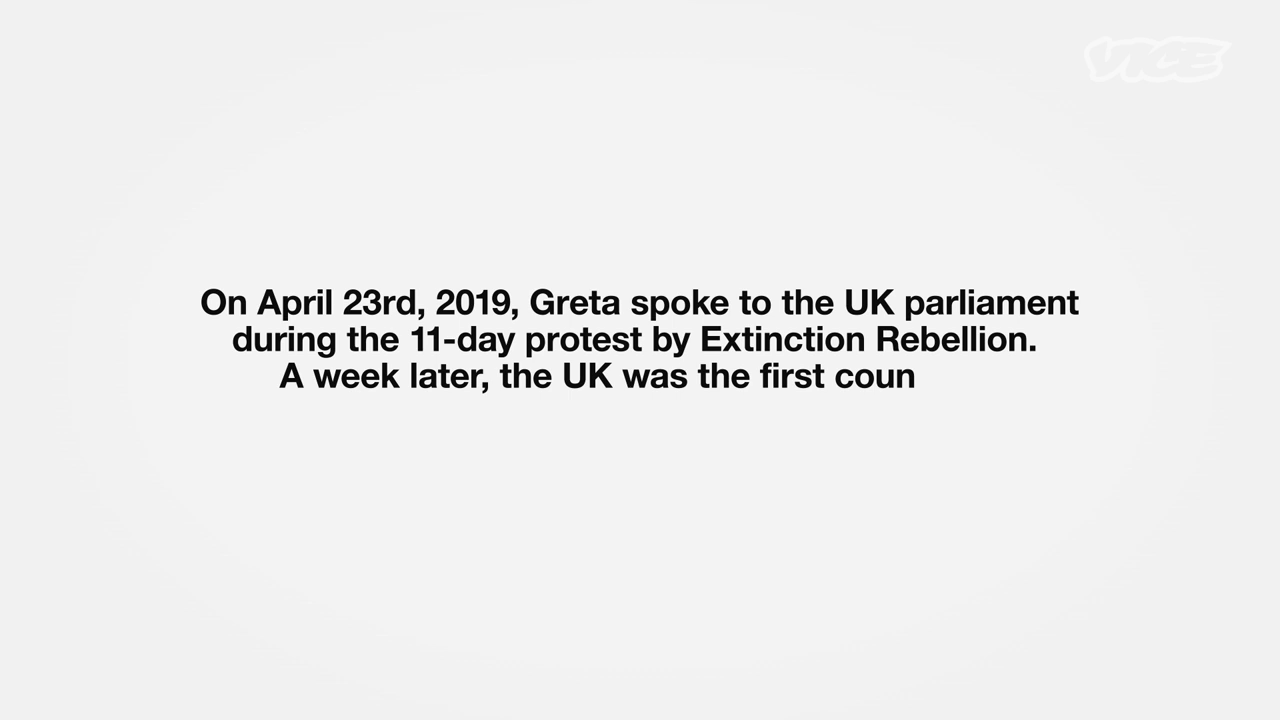 VICE
On April 23rd, 2019, Greta spoke to the UK parliament
during the 11-day protest by Extinction Rebellion.
A week later, the UK was the first coun